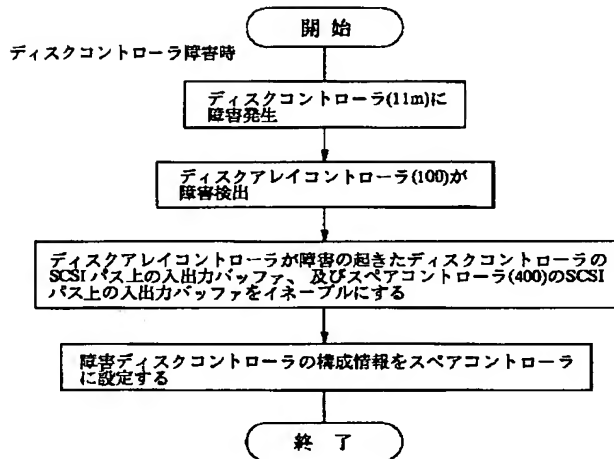 開始
ディスクコントローラ障害時
ディスクコントローラ(11m)に
障害発生
ディスクアレイコントローラ(100)が
障害検出
ディスクアレイコントローラが障害の起きたディスクコントローラの
SCSIバス上の入出力バッファ、及びスペアコントローラ(400)のSCSI
バス上の入出力バッファをイネーブルにする
障害ディスクコントローラの構成情報をスペアコントローラ
に設定する
終了